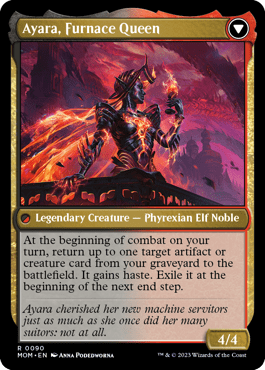 Ayara, Furnace Queen
Legendary Creature — Phyrexian Elf Noble
At the beginning of combat on your
turn, return up to one target artifact or
creature card from your graveyard to the
battlefield. It gains haste. Exile it at the
beginning of the next end step.
Ayara cherished her new machine servitors
just as much as she once did her many
suitors: not at all.
4/4
R 0090
MOM • EN Anna Podedworna
™ & © 2023 Wizards of the Coast